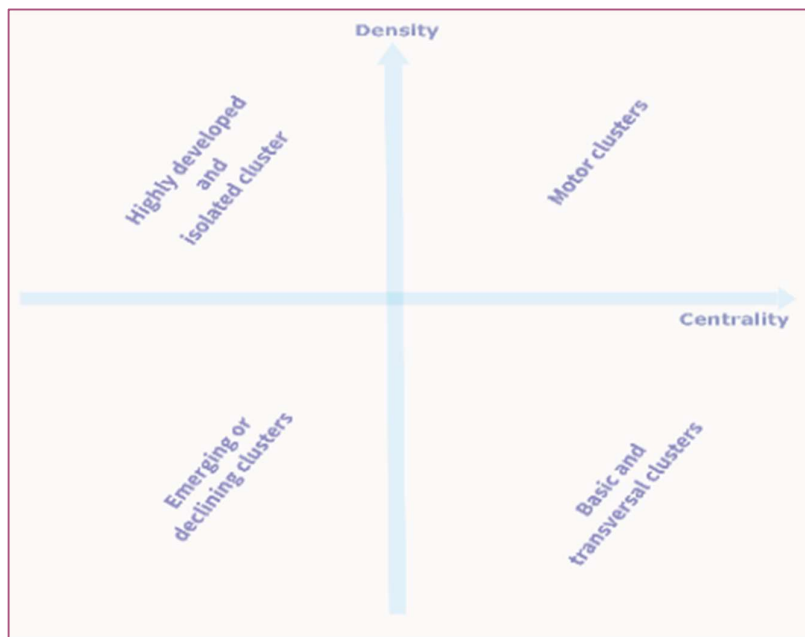 Density
Highly developed
and
isolated cluster
Motor clusters
Centrality
Emerging or
declining clusters
Basic and
transversal clusters